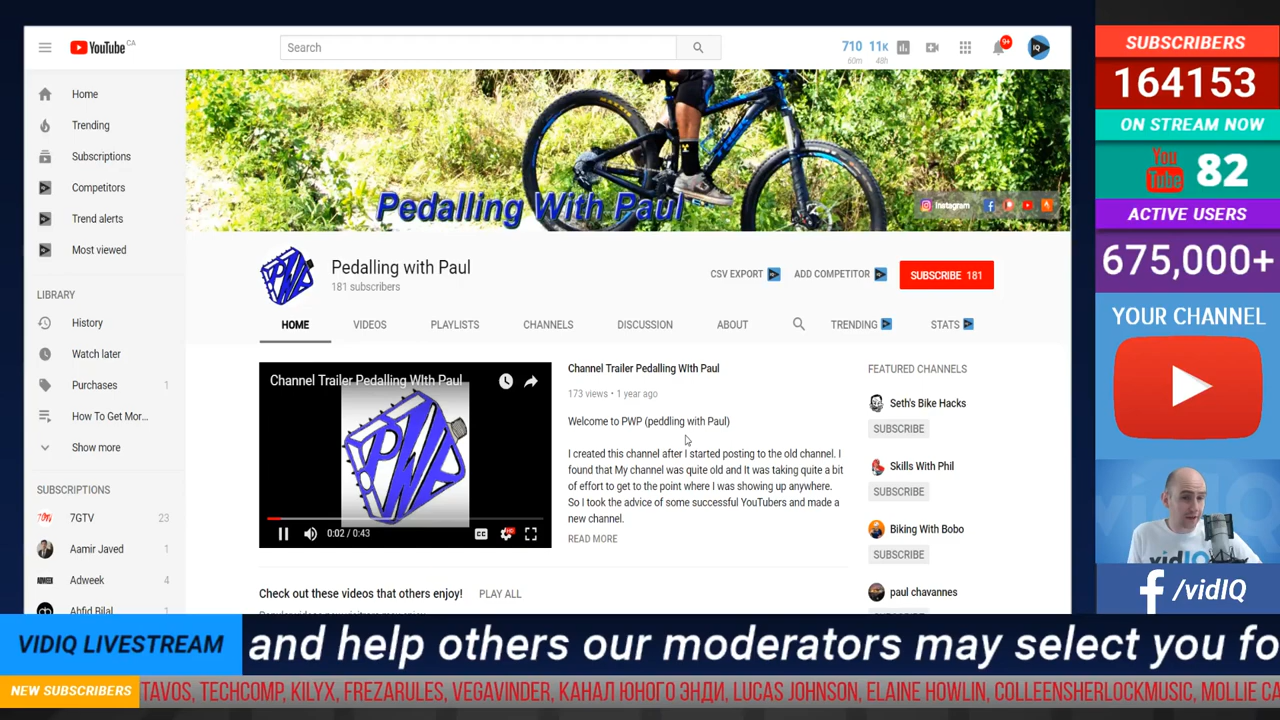 YouTube CA
Search
710 11K
60m 48h
9+
IQ
SUBSCRIBERS
164153
ON STREAM NOW
You Tube 82
ACTIVE USERS
675,000+
YOUR CHANNEL
Home
Trending
Subscriptions
Competitors
Trend alerts
Most viewed
LIBRARY
History
Watch later
Purchases 1
How To Get Mor...
Show more
SUBSCRIPTIONS
7GTV 23
Aamir Javed 1
Adweek 4
Ahfid Bilal
Pedalling With Paul
Instagram
PWP
Pedalling with Paul
181 subscribers
CSV EXPORT
ADD COMPETITOR
SUBSCRIBE 181
HOME VIDEOS PLAYLISTS CHANNELS DISCUSSION ABOUT TRENDING STATS
Channel Trailer Pedalling WIth Paul
PWP
0:02 / 0:43
CC
Channel Trailer Pedalling WIth Paul
173 views • 1 year ago
Welcome to PWP (peddling with Paul)
I created this channel after I started posting to the old channel. I
found that My channel was quite old and It was taking quite a bit
of effort to get to the point where I was showing up anywhere.
So I took the advice of some successful YouTubers and made a
new channel.
READ MORE
FEATURED CHANNELS
Seth's Bike Hacks
SUBSCRIBE
Skills With Phil
SUBSCRIBE
Biking With Bobo
SUBSCRIBE
paul chavannes
Check out these videos that others enjoy! PLAY ALL
vidIQ
f /vidIQ
VIDIQ LIVESTREAM
and help others our moderators may select you fo
NEW SUBSCRIBERS
TAVOS, TECHCOMP, KILYX, FREZARULES, VEGAVINDER, КАНАЛ ЮНОГО ЭНДИ, LUCAS JOHNSON, ELAINE HOWLIN, COLLEENSHERLOCKMUSIC, MOLLIE CA